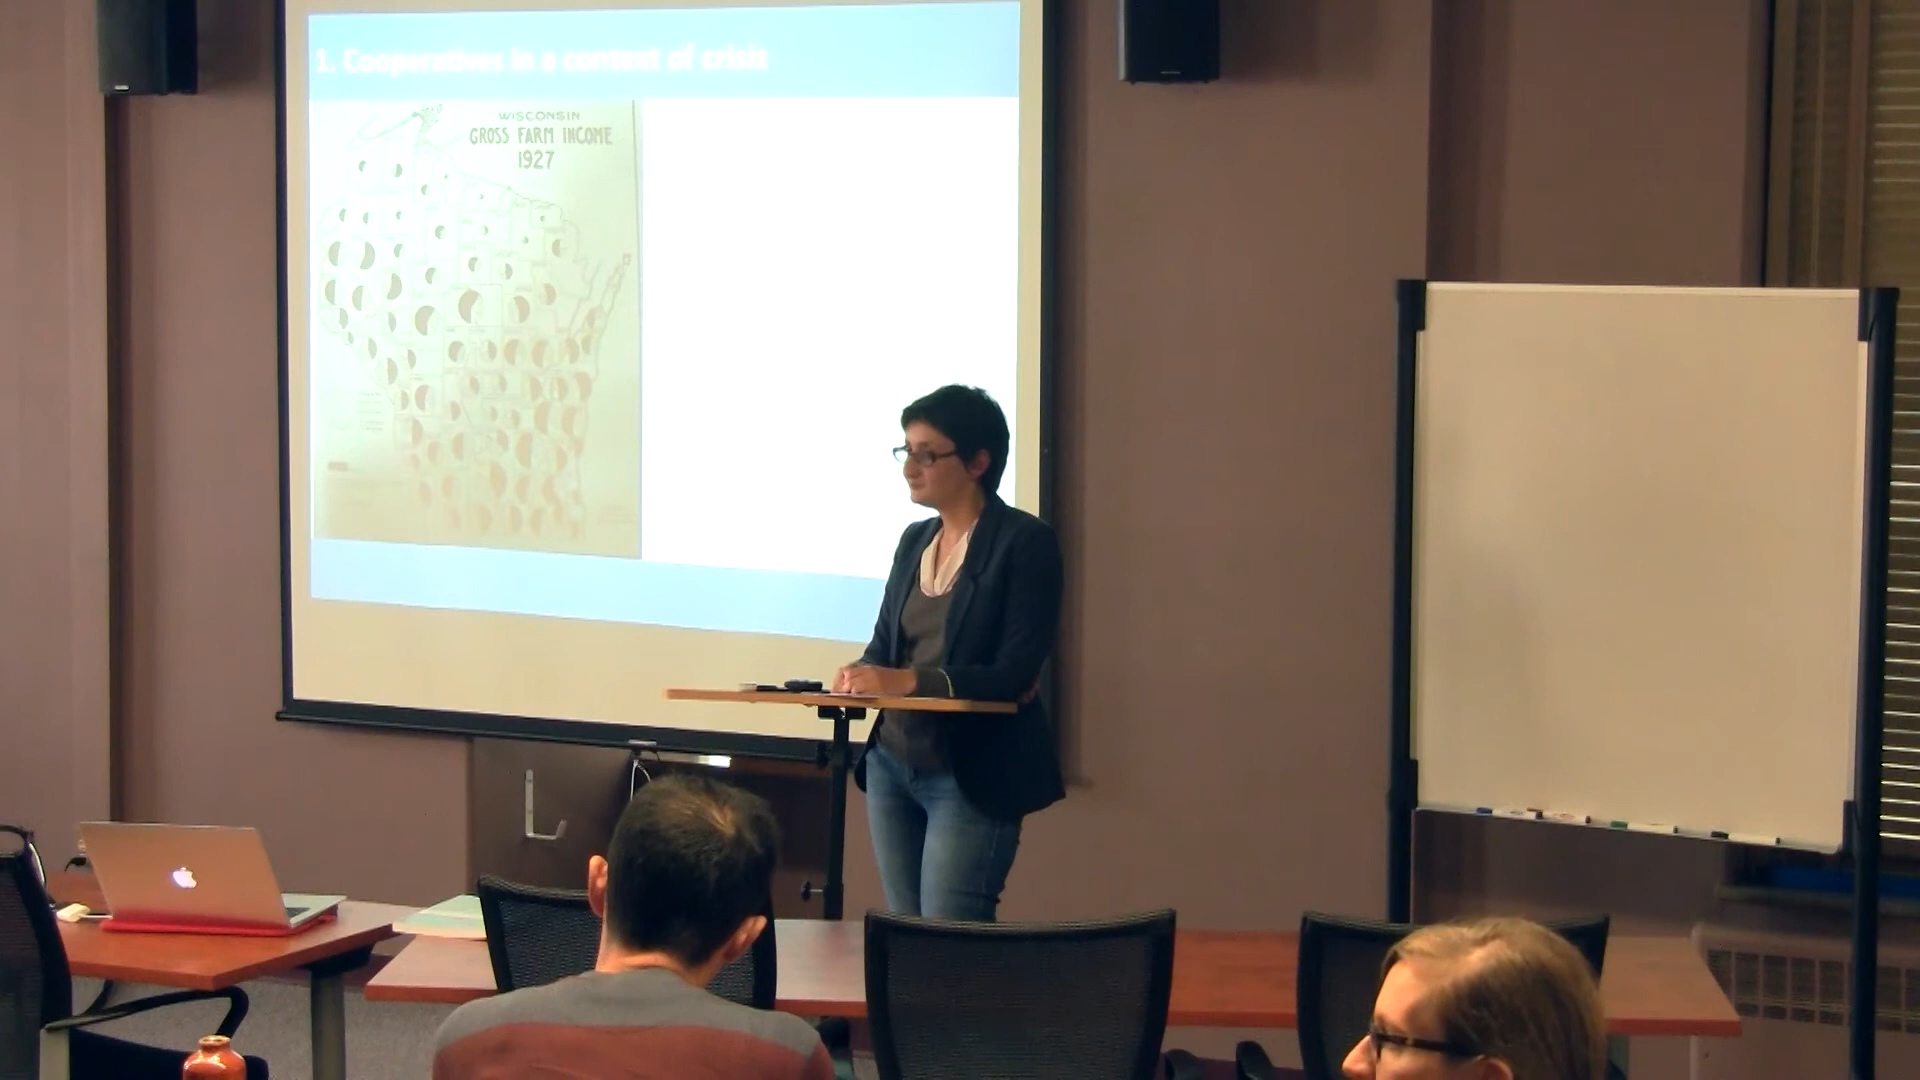 1. Cooperatives in a context of crisis
WISCONSIN
GROSS FARM INCOME
1927